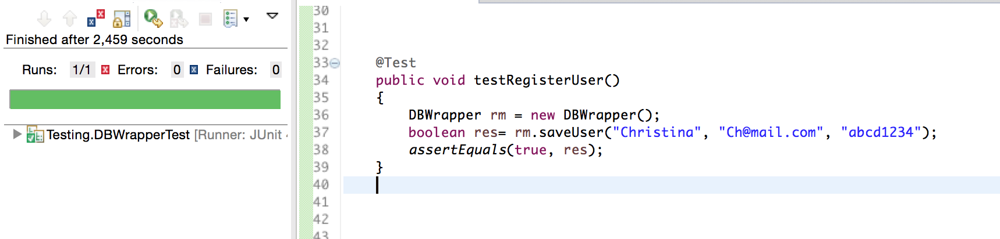 Finished after 2,459 seconds
Runs: 1/1 Errors: 0 Failures: 0
Testing.DBWrapperTest [Runner: JUnit 4
30
31
32
33 @Test
34 public void testRegisterUser()
35 {
36 DBWrapper rm = new DBWrapper();
37 boolean res= rm.saveUser("Christina", "Ch@mail.com", "abcd1234");
38 assertEquals(true, res);
39 }
40
41
42
43